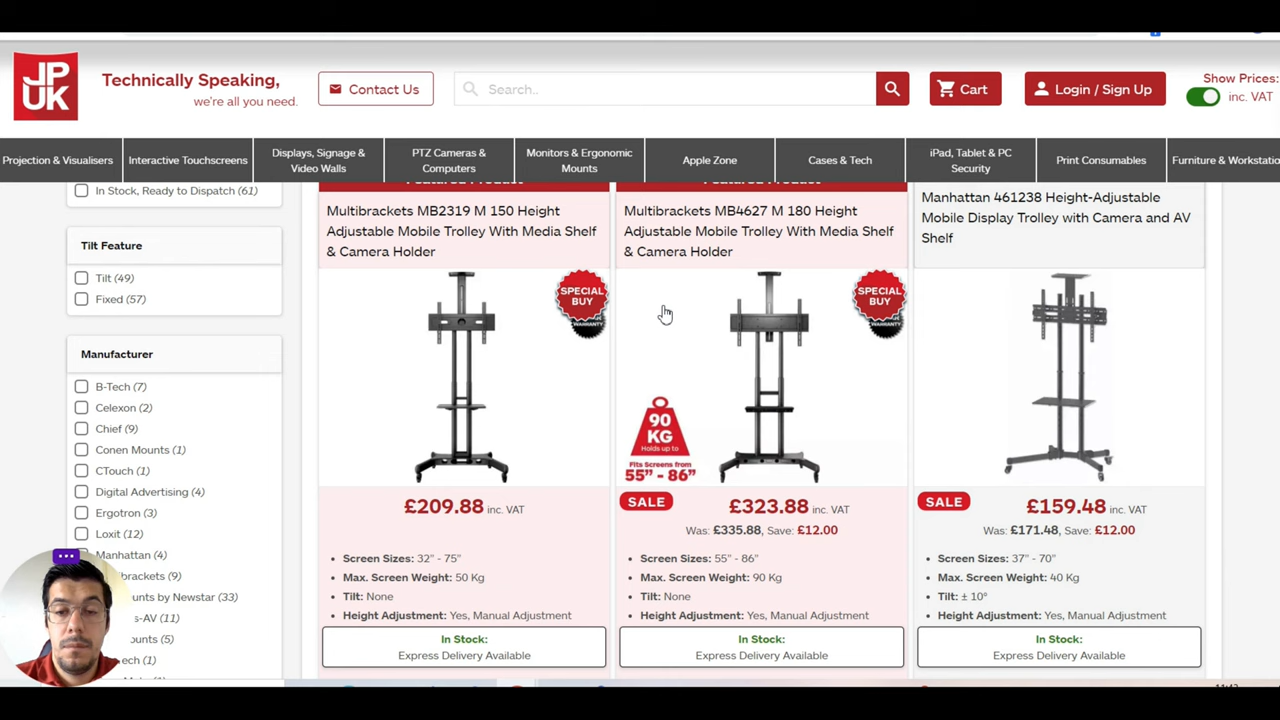 JP
UK
Technically Speaking,
we're all you need.
Contact Us
Search..
Cart
Login / Sign Up
Show Prices:
inc. VAT
Projection & Visualisers
Interactive Touchscreens
Displays, Signage &
Video Walls
PTZ Cameras &
Computers
Monitors & Ergonomic
Mounts
Apple Zone
Cases & Tech
iPad, Tablet & PC
Security
Print Consumables
Furniture & Workstatio
In Stock, Ready to Dispatch (61)
Tilt Feature
Tilt (49)
Fixed (57)
Manufacturer
B-Tech (7)
Celexon (2)
Chief (9)
Conen Mounts (1)
CTouch (1)
Digital Advertising (4)
Ergotron (3)
Loxit (12)
Manhattan (4)
ibrackets (9)
ounts by Newstar (33)
s-AV (11)
ounts (5)
ech (1)
Featured Product
Multibrackets MB2319 M 150 Height
Adjustable Mobile Trolley With Media Shelf
& Camera Holder
SPECIAL
BUY
WARRANTY
£209.88 inc. VAT
Screen Sizes: 32" - 75"
Max. Screen Weight: 50 Kg
Tilt: None
Height Adjustment: Yes, Manual Adjustment
In Stock:
Express Delivery Available
Featured Product
Multibrackets MB4627 M 180 Height
Adjustable Mobile Trolley With Media Shelf
& Camera Holder
SPECIAL
BUY
WARRANTY
90
KG
Holds up to
Fits Screens from
55" - 86"
SALE
£323.88 inc. VAT
Was: £335.88, Save: £12.00
Screen Sizes: 55" - 86"
Max. Screen Weight: 90 Kg
Tilt: None
Height Adjustment: Yes, Manual Adjustment
In Stock:
Express Delivery Available
Manhattan 461238 Height-Adjustable
Mobile Display Trolley with Camera and AV
Shelf
SALE
£159.48 inc. VAT
Was: £171.48, Save: £12.00
Screen Sizes: 37" - 70"
Max. Screen Weight: 40 Kg
Tilt: ± 10°
Height Adjustment: Yes, Manual Adjustment
In Stock:
Express Delivery Available